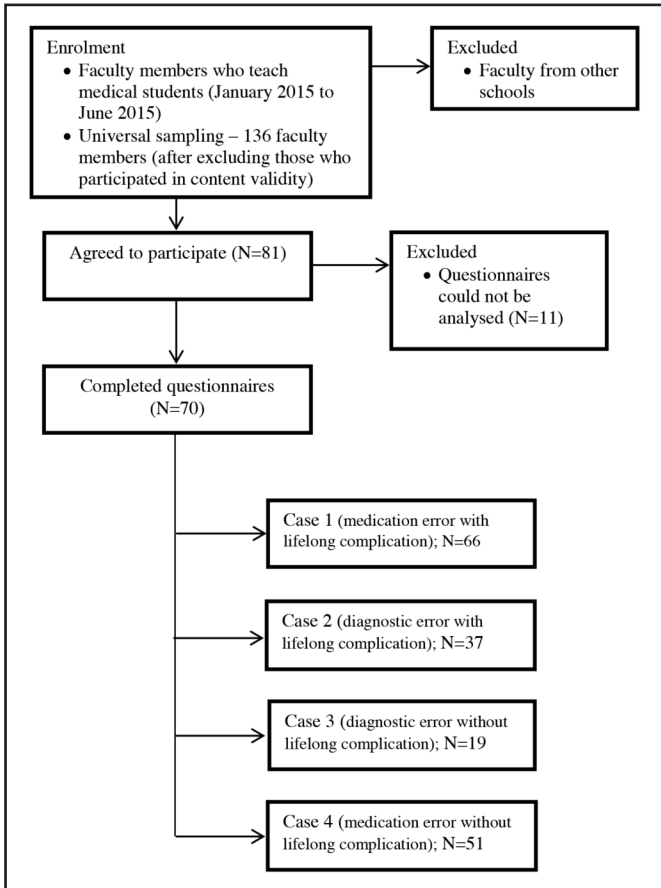 Enrolment
• Faculty members who teach
medical students (January 2015 to
June 2015)
• Universal sampling – 136 faculty
members (after excluding those who
participated in content validity)
Excluded
• Faculty from other
schools
Agreed to participate (N=81)
Excluded
• Questionnaires
could not be
analysed (N=11)
Completed questionnaires
(N=70)
Case 1 (medication error with
lifelong complication); N=66
Case 2 (diagnostic error with
lifelong complication); N=37
Case 3 (diagnostic error without
lifelong complication); N=19
Case 4 (medication error without
lifelong complication); N=51